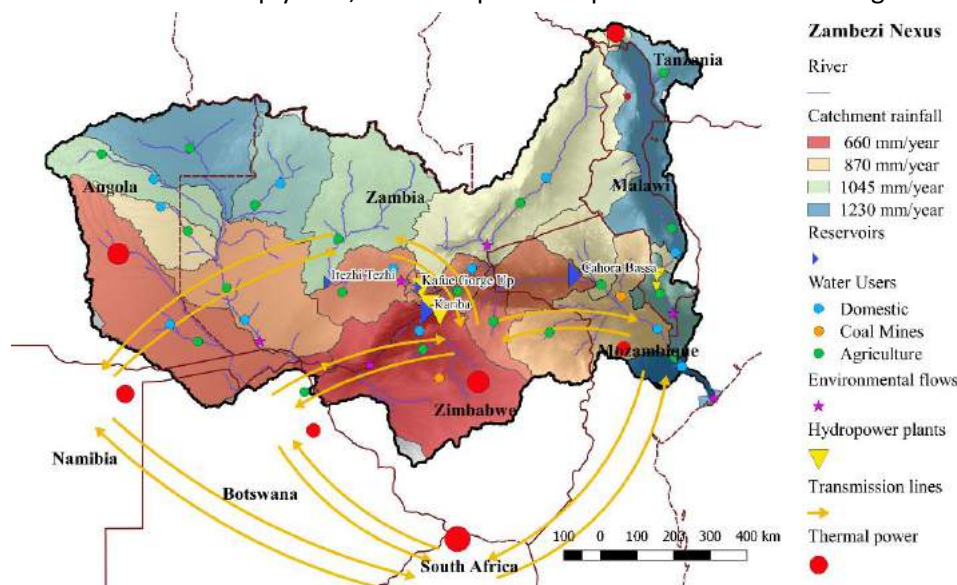 Zambezi Nexus
River
Catchment rainfall
660 mm/year
870 mm/year
1045 mm/year
1230 mm/year
Reservoirs
Water Users
Domestic
Coal Mines
Agriculture
Environmental flows
Hydropower plants
Transmission lines
Thermal power
Tanzania
Angola
Zambia
Malawi
Itezhi Tezhi
Kafue Gorge Up
Cahora Bassa
Kariba
Mozambique
Zimbabwe
Namibia
Botswana
South Africa
100 0 100 200 300 400 km